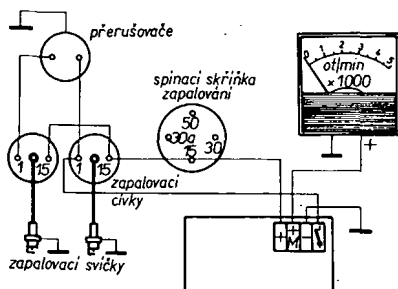 přerušovače
spínací skříňka
zapalování
50
30a
30
15
0 1 2 3 4 5
ot/min
×1000
+
1 15
1 15
zapalovací
cívky
zapalovací svíčky
+ +M −